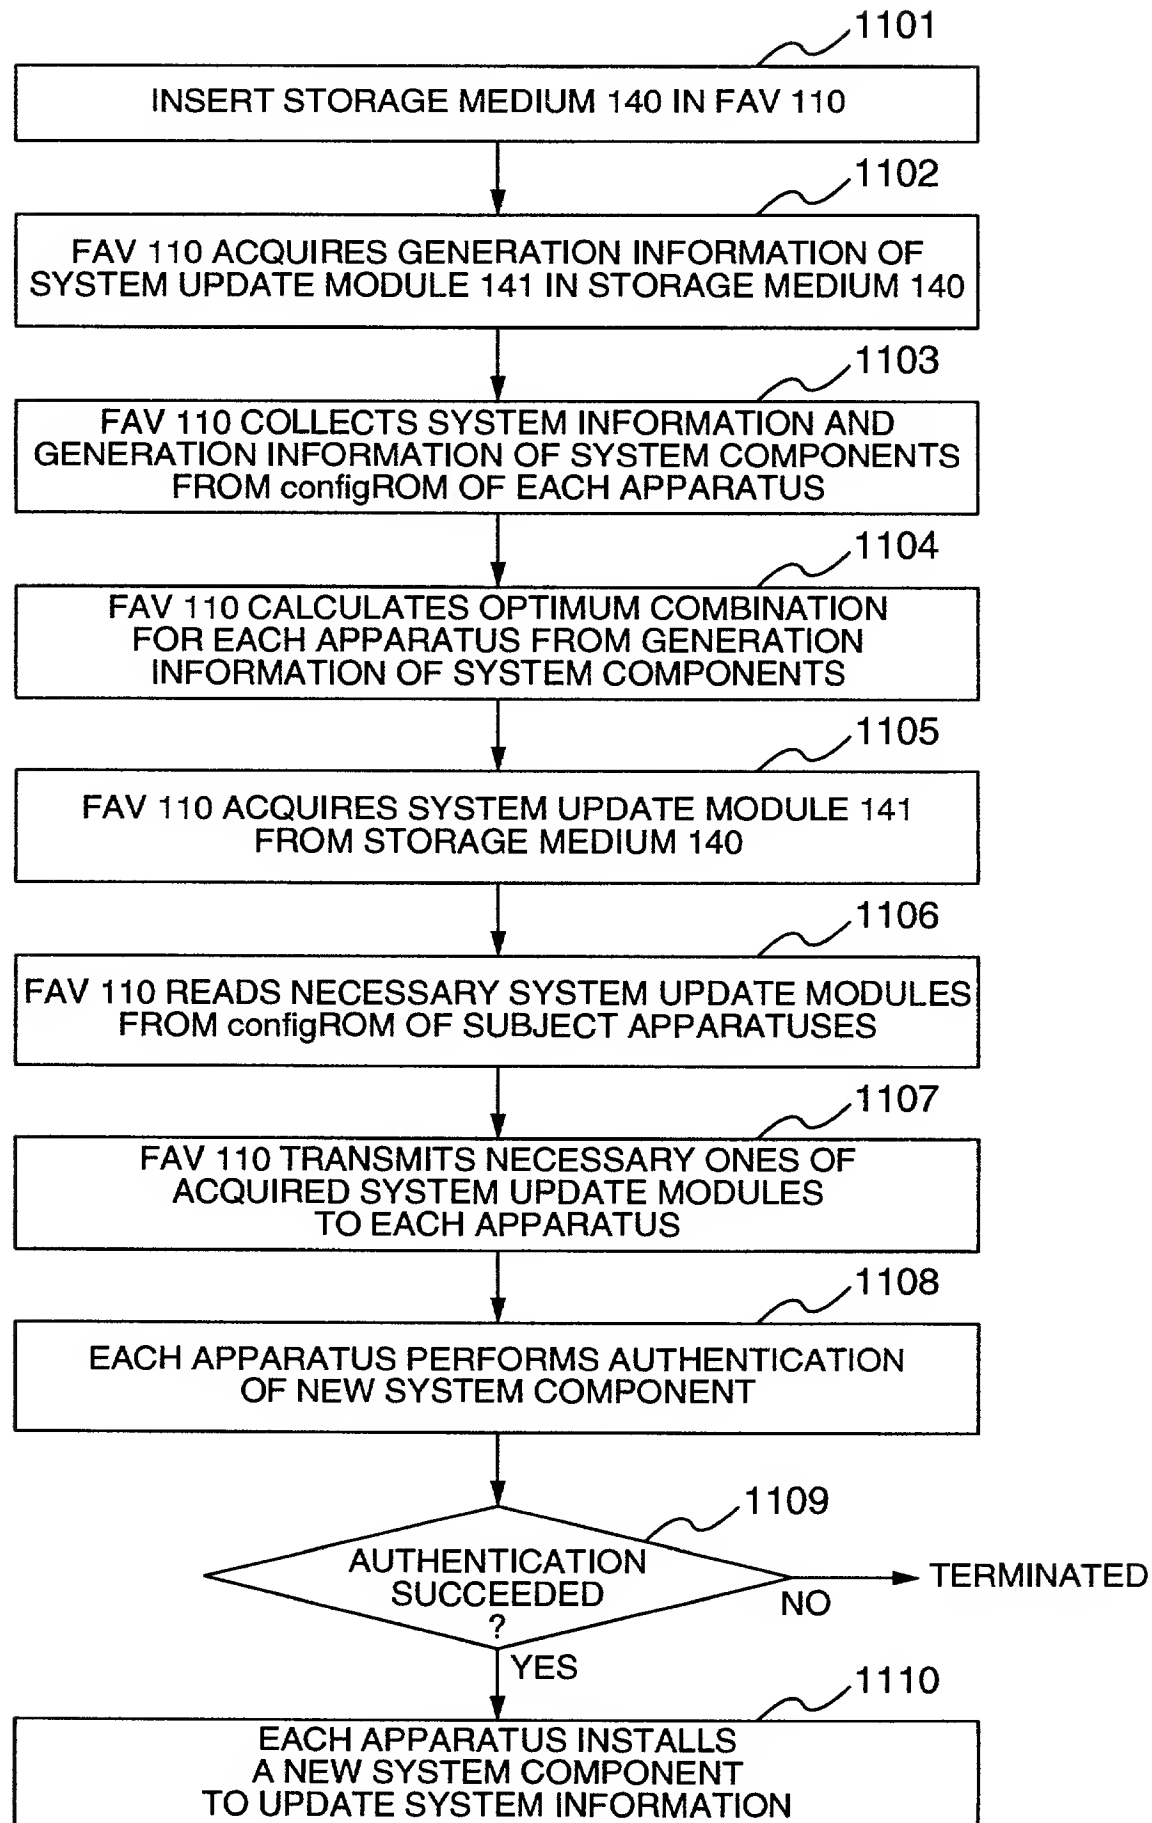 1101
INSERT STORAGE MEDIUM 140 IN FAV 110
1102
FAV 110 ACQUIRES GENERATION INFORMATION OF
SYSTEM UPDATE MODULE 141 IN STORAGE MEDIUM 140
1103
FAV 110 COLLECTS SYSTEM INFORMATION AND
GENERATION INFORMATION OF SYSTEM COMPONENTS
FROM configROM OF EACH APPARATUS
1104
FAV 110 CALCULATES OPTIMUM COMBINATION
FOR EACH APPARATUS FROM GENERATION
INFORMATION OF SYSTEM COMPONENTS
1105
FAV 110 ACQUIRES SYSTEM UPDATE MODULE 141
FROM STORAGE MEDIUM 140
1106
FAV 110 READS NECESSARY SYSTEM UPDATE MODULES
FROM configROM OF SUBJECT APPARATUSES
1107
FAV 110 TRANSMITS NECESSARY ONES OF
ACQUIRED SYSTEM UPDATE MODULES
TO EACH APPARATUS
1108
EACH APPARATUS PERFORMS AUTHENTICATION
OF NEW SYSTEM COMPONENT
1109
AUTHENTICATION
SUCCEEDED
?
NO
TERMINATED
YES
1110
EACH APPARATUS INSTALLS
A NEW SYSTEM COMPONENT
TO UPDATE SYSTEM INFORMATION